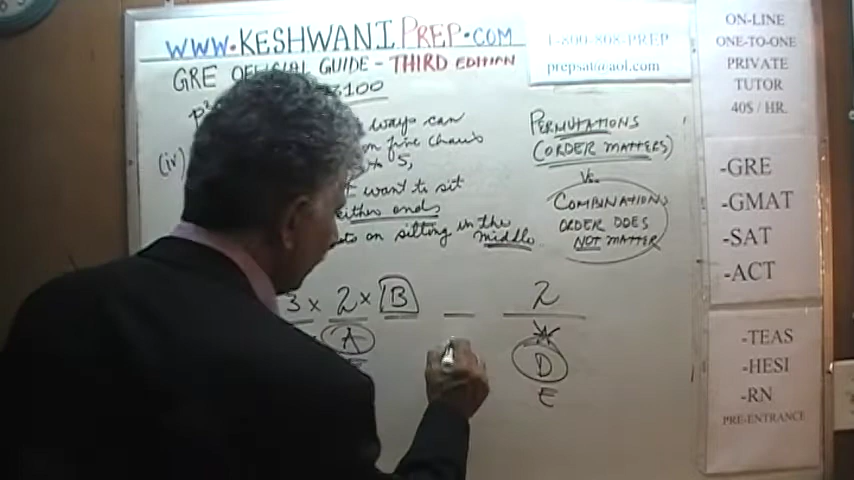 WWW.KESHWANIPREP.COM
GRE OFFICIAL GUIDE - THIRD EDITION
100
ways can
on five chairs
5,
(iv)
want to sit
either ends
on sitting in the
middle
3 x 2 x B 2
A
D
E
1-800-808-PREP
prepsat@aol.com
PERMUTATIONS
(ORDER MATTERS)
VS.
COMBINATIONS
ORDER DOES
NOT MATTER
ON-LINE
ONE-TO-ONE
PRIVATE
TUTOR
40$ / HR.
-GRE
-GMAT
-SAT
-ACT
-TEAS
-HESI
-RN
PRE-ENTRANCE